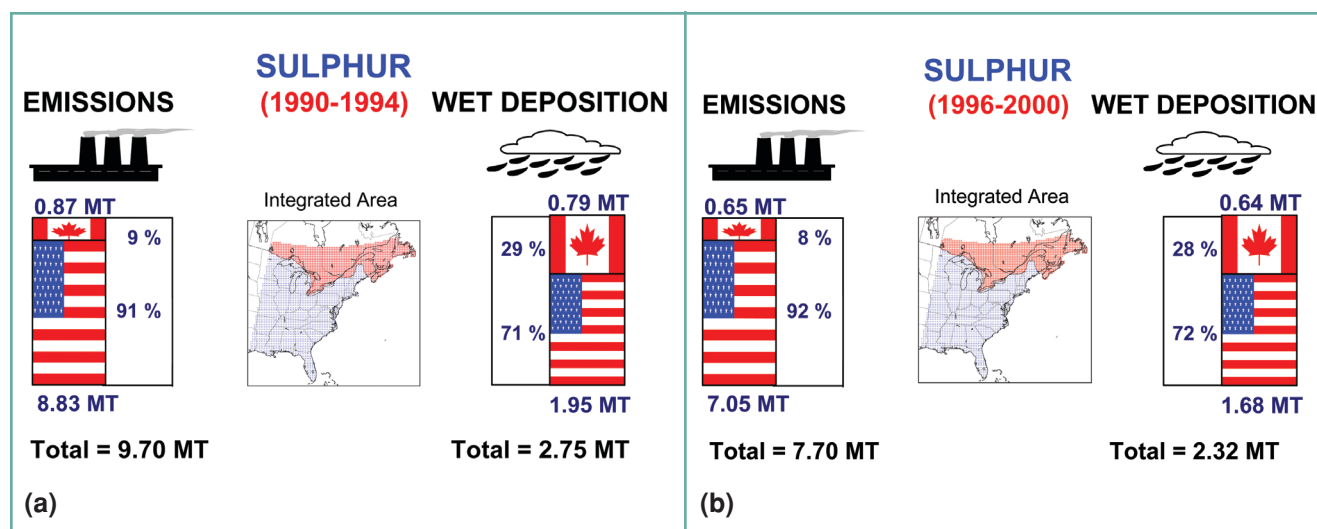 SULPHUR
(1990-1994)
EMISSIONS
WET DEPOSITION
Integrated Area
0.87 MT
9 %
91 %
8.83 MT
Total = 9.70 MT
0.79 MT
29 %
71 %
1.95 MT
Total = 2.75 MT
(a)
SULPHUR
(1996-2000)
EMISSIONS
WET DEPOSITION
Integrated Area
0.65 MT
8 %
92 %
7.05 MT
Total = 7.70 MT
0.64 MT
28 %
72 %
1.68 MT
Total = 2.32 MT
(b)